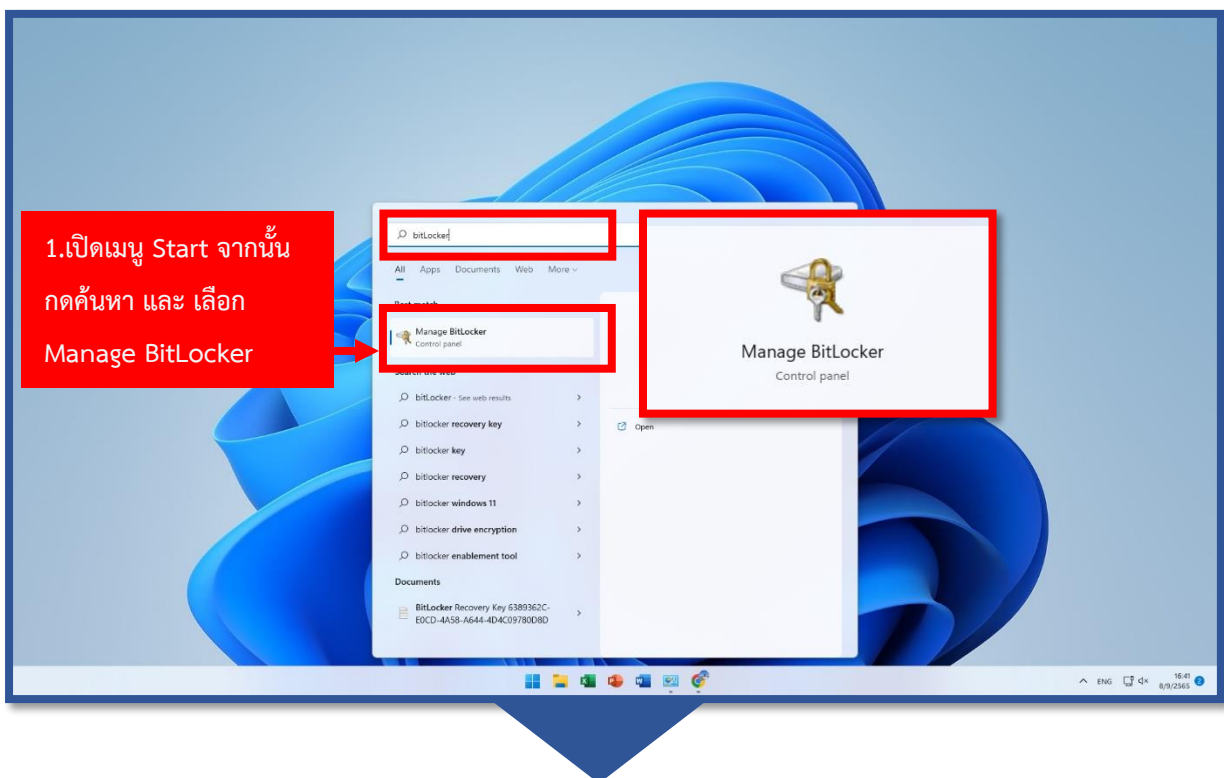 1.เปิดเมนู Start จากนั้น
กดค้นหา และ เลือก
Manage BitLocker
bitLocker
All Apps Documents Web More
Best match
Manage BitLocker
Control panel
Search the web
bitLocker - See web results
bitlocker recovery key
bitlocker key
bitlocker recovery
bitlocker windows 11
bitlocker drive encryption
bitlocker enablement tool
Documents
BitLocker Recovery Key 6389362C-
E0CD-4A58-A644-4D4C09780D8D
Manage BitLocker
Control panel
Open
ENG
16:41
8/9/2565
2